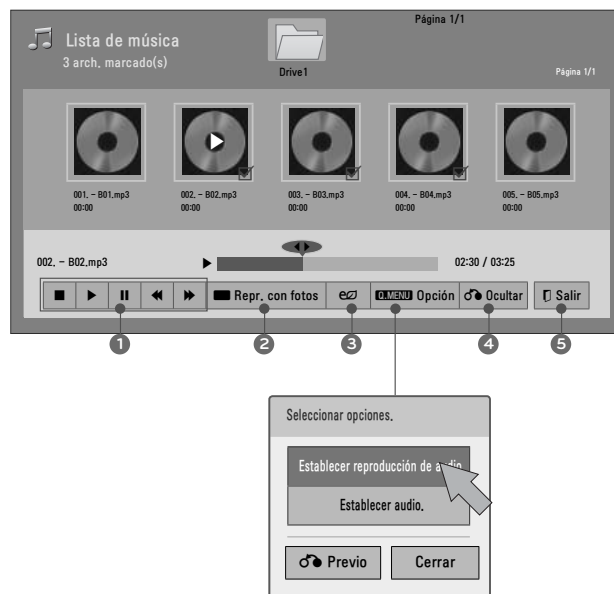 Página 1/1
Lista de música
3 arch. marcado(s)
Drive1
Página 1/1
001. - B01.mp3
00:00
002. - B02.mp3
00:00
003. - B03.mp3
00:00
004. - B04.mp3
00:00
005. - B05.mp3
00:00
002. - B02.mp3
02:30 / 03:25
Repr. con fotos
Q.MENU Opción
Ocultar
Salir
1 2 3 4 5
Seleccionar opciones.
Establecer reproducción de audio
Establecer audio.
Previo
Cerrar